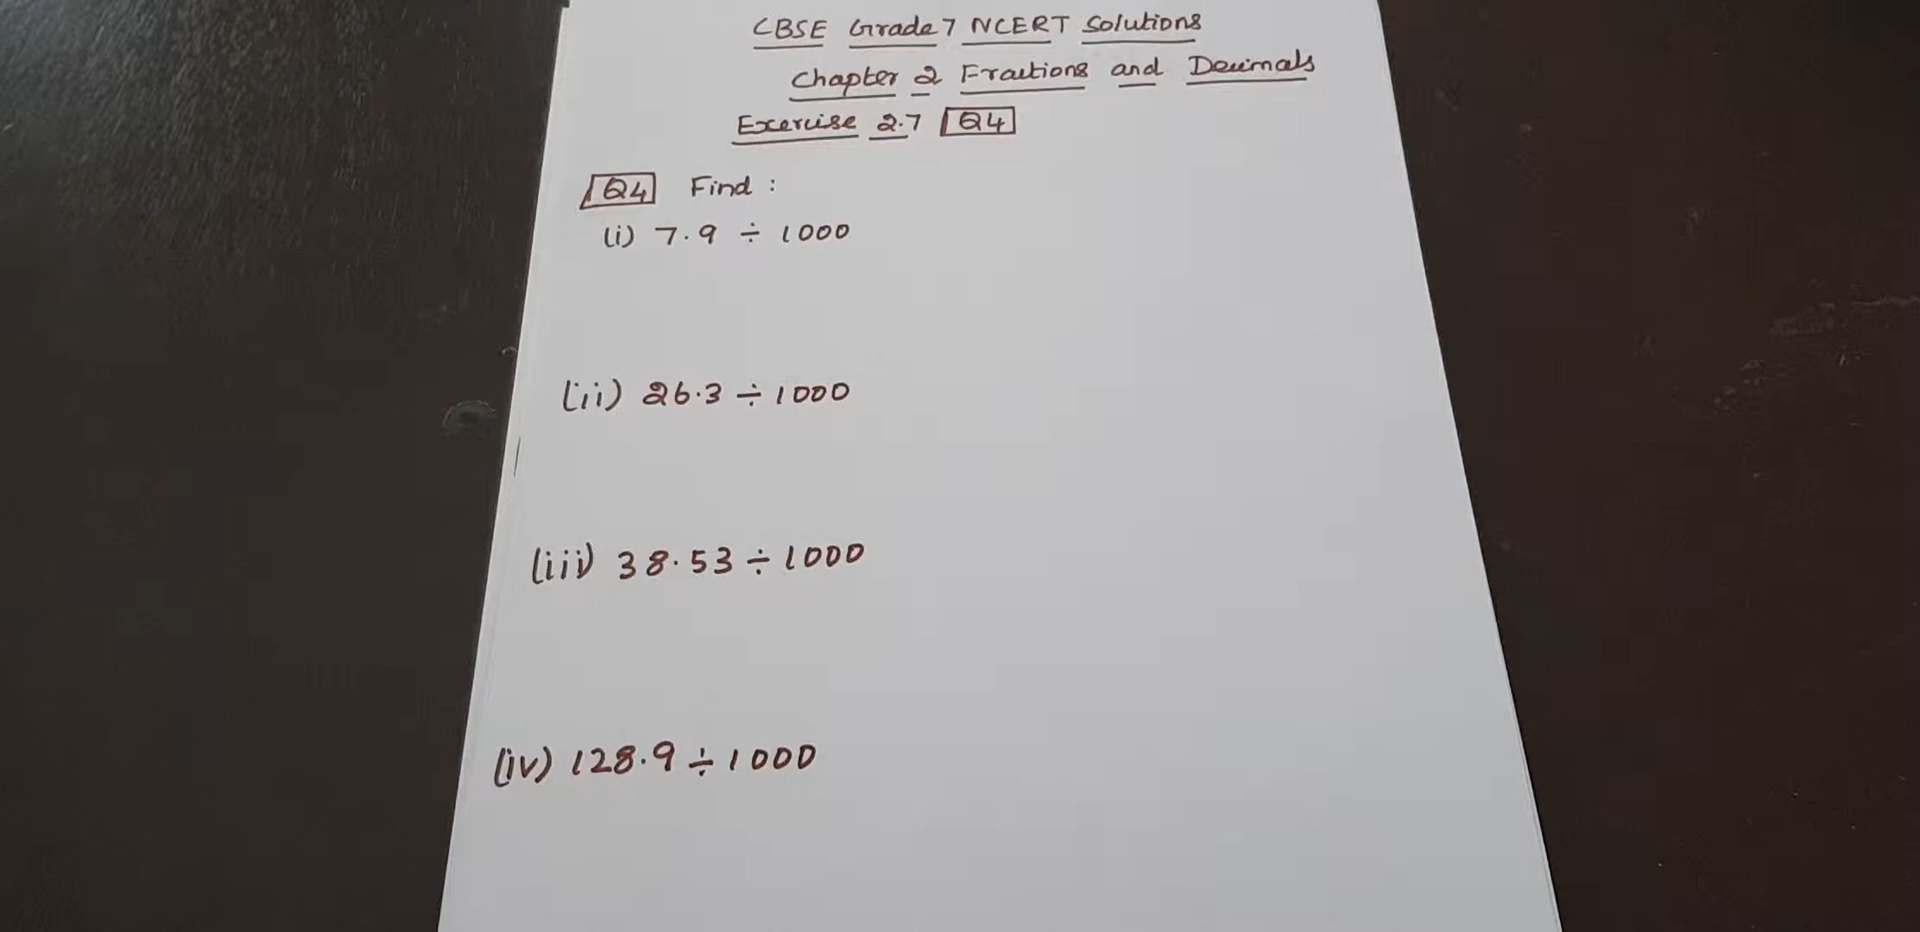 CBSE Grade 7 NCERT Solutions
Chapter 2 Fractions and Decimals
Exercise 2.7 Q4
Q4 Find :
(i) 7.9 ÷ 1000
(ii) 26.3 ÷ 1000
(iii) 38.53 ÷ 1000
(iv) 128.9 ÷ 1000